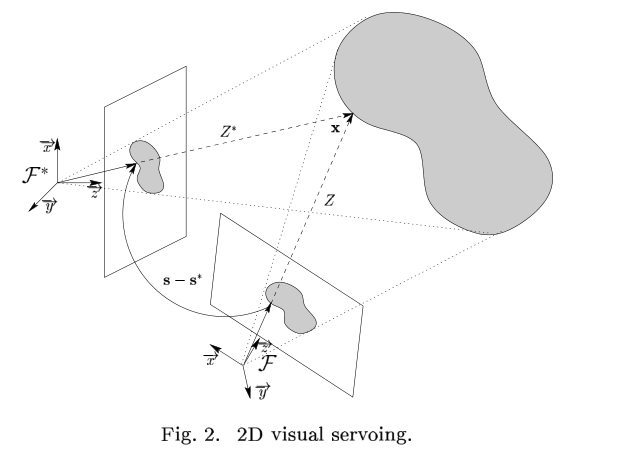 Z*
x
x
F*
z
y
Z
s − s*
x
z
F
y
Fig. 2. 2D visual servoing.